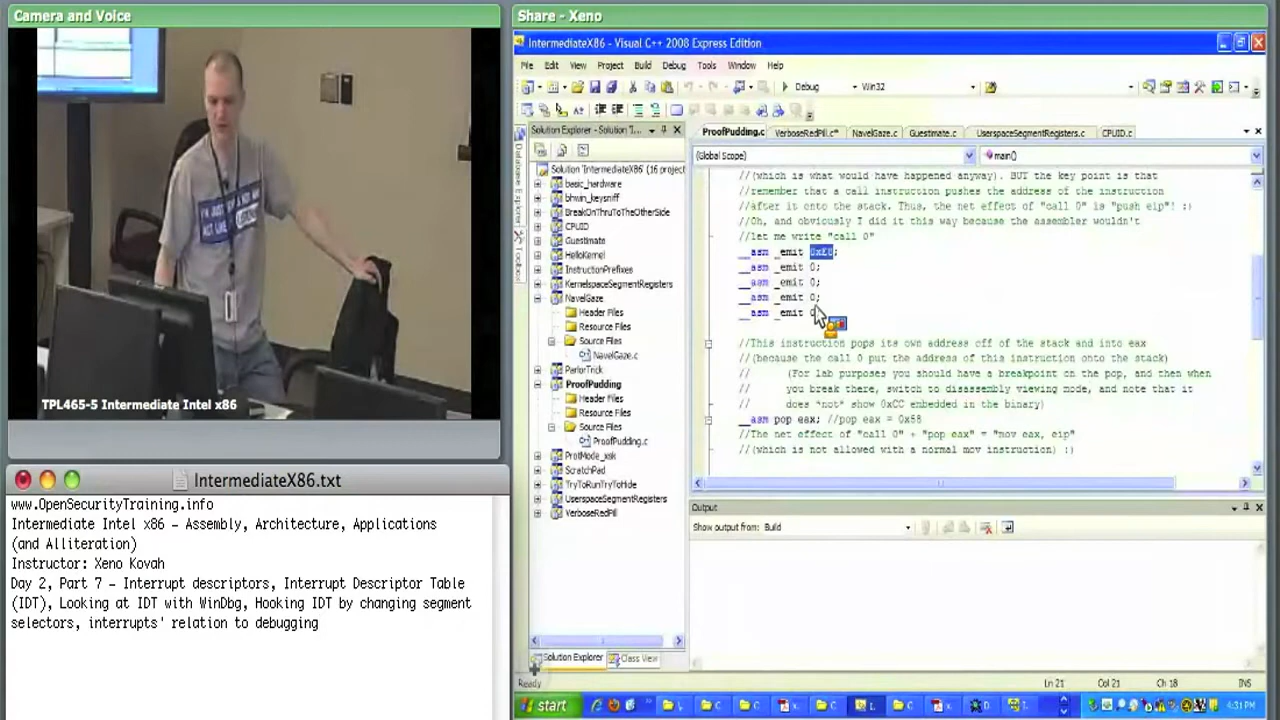 Camera and Voice
TPL465-5 Intermediate Intel x86
IntermediateX86.txt
www.OpenSecurityTraining.info
Intermediate Intel x86 – Assembly, Architecture, Applications
(and Alliteration)
Instructor: Xeno Kovah
Day 2, Part 7 – Interrupt descriptors, Interrupt Descriptor Table
(IDT), Looking at IDT with WinDbg, Hooking IDT by changing segment
selectors, interrupts' relation to debugging
Share - Xeno
IntermediateX86 - Visual C++ 2008 Express Edition
File Edit View Project Build Debug Tools Window Help
Debug Win32
Solution Explorer - Solution 'I...
Database Explorer
Toolbox
Solution 'IntermediateX86' (16 project
basic_hardware
bhwin_keysniff
BreakOnThruToTheOtherSide
CPUID
Guestimate
HelloKernel
InstructionPrefixes
KernelspaceSegmentRegisters
NavelGaze
Header Files
Resource Files
Source Files
NavelGaze.c
PerforTrick
ProofPudding
Header Files
Resource Files
Source Files
ProofPudding.c
ScratchPad
TryToRunTryToHide
UserspaceSegmentRegisters
VerboseRedPill
Solution Explorer Class View
ProofPudding.c VerboseRedPill.c* NavelGaze.c Guestimate.c UserspaceSegmentRegisters.c CPUID.c
(Global Scope) main()
//(which is what would have happened anyway). BUT the key point is that
//remember that a call instruction pushes the address of the instruction
//after it onto the stack. Thus, the net effect of "call 0" is "push eip"! :)
//Oh, and obviously I did it this way because the assembler wouldn't
//let me write "call 0"
__asm _emit 0xE8;
__asm _emit 0;
__asm _emit 0;
__asm _emit 0;
__asm _emit
//This instruction pops its own address off of the stack and into eax
//(because the call 0 put the address of this instruction onto the stack)
// (For lab purposes you should have a breakpoint on the pop, and then when
// you break there, switch to disassembly viewing mode, and note that it
// does *not* show 0xCC embedded in the binary)
__asm pop eax; //pop eax = 0x58
//The net effect of "call 0" + "pop eax" = "mov eax, eip"
//(which is not allowed with a normal mov instruction) :)
Output
Show output from: Build
Ready Ln 21 Col 21 Ch 18 INS
start 4:31 PM